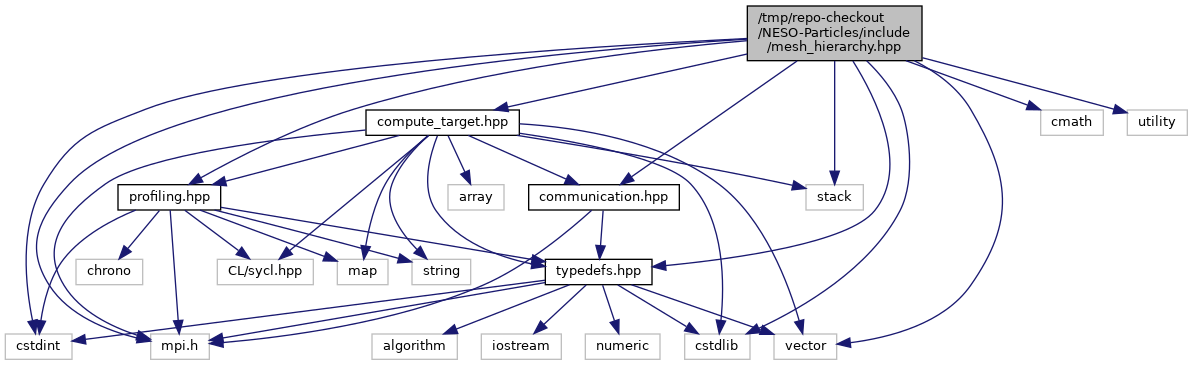 /tmp/repo-checkout
/NESO-Particles/include
/mesh_hierarchy.hpp
compute_target.hpp
cmath
utility
profiling.hpp
array
communication.hpp
stack
chrono
CL/sycl.hpp
map
string
typedefs.hpp
cstdint
mpi.h
algorithm
iostream
numeric
cstdlib
vector